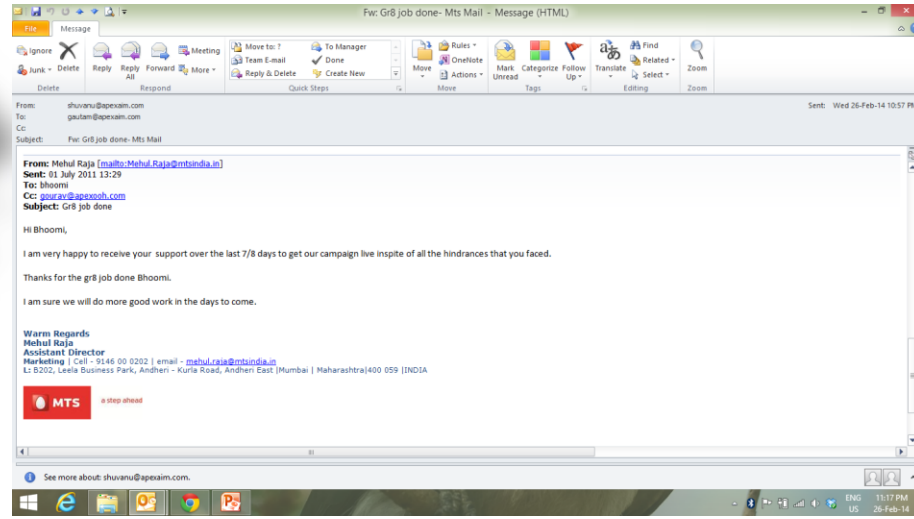 Fw: Gr8 job done- Mts Mail - Message (HTML)
File Message
Ignore
Junk
Delete
Reply
Reply All
Forward
Meeting
More
Move to: ?
Team E-mail
Reply & Delete
To Manager
Done
Create New
Move
Rules
OneNote
Actions
Mark Unread
Categorize
Follow Up
Translate
Find
Related
Select
Zoom
Delete Respond Quick Steps Move Tags Editing Zoom
From: shuvanu@apexaim.com Sent: Wed 26-Feb-14 10:57 PM
To: gautam@apexaim.com
Cc:
Subject: Fw: Gr8 job done- Mts Mail
From: Mehul Raja [mailto:Mehul.Raja@mtsindia.in]
Sent: 01 July 2011 13:29
To: bhoomi
Cc: gourav@apexooh.com
Subject: Gr8 job done
Hi Bhoomi,
I am very happy to receive your support over the last 7/8 days to get our campaign live inspite of all the hindrances that you faced.
Thanks for the gr8 job done Bhoomi.
I am sure we will do more good work in the days to come.
Warm Regards
Mehul Raja
Assistant Director
Marketing | Cell - 9146 00 0202 | email - mehul.raja@mtsindia.in
L: B202, Leela Business Park, Andheri - Kurla Road, Andheri East |Mumbai | Maharashtra|400 059 |INDIA
MTS a step ahead
See more about: shuvanu@apexaim.com.
ENG 11:17 PM
US 26-Feb-14